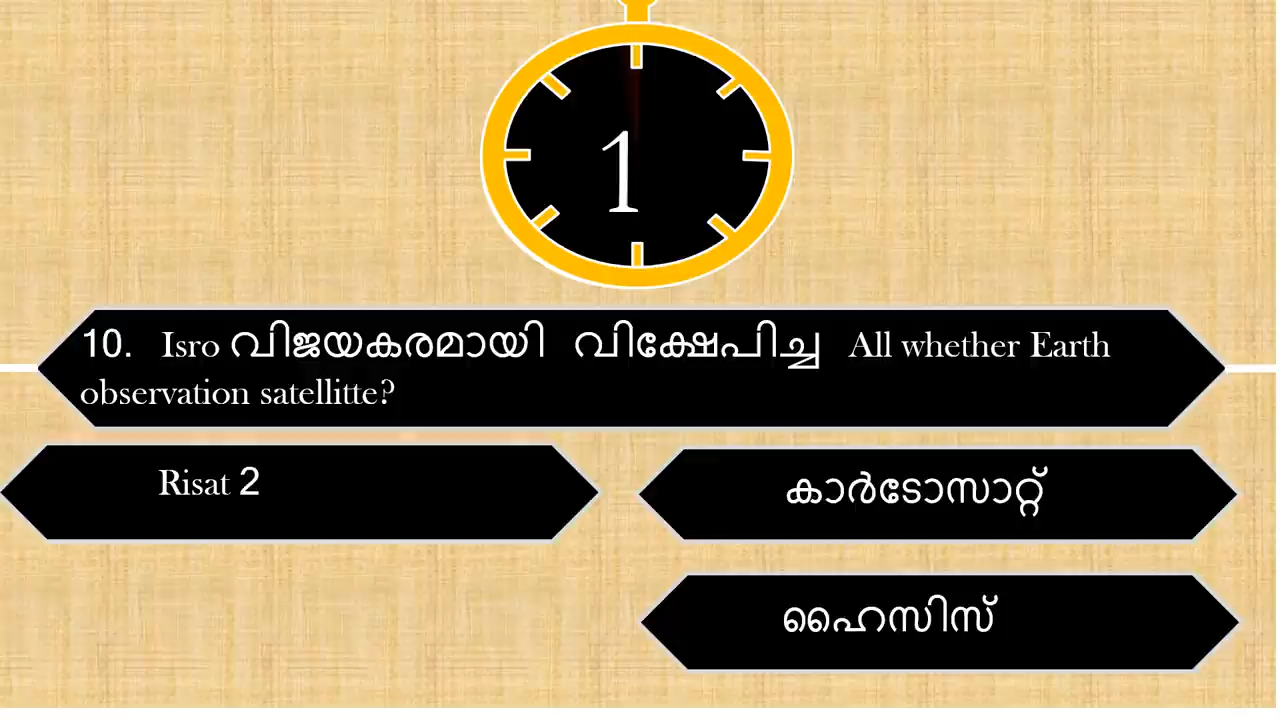 1
10. Isro വിജയകരമായി വിക്ഷേപിച്ച All whether Earth
observation satellitte?
Risat 2
കാർടോസാറ്റ്
ഹൈസിസ്